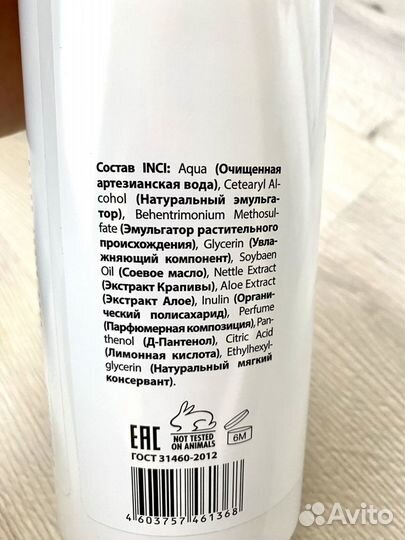 Состав INCI: Aqua (Очищенная
артезианская вода), Cetearyl Al-
cohol (Натуральный эмульга-
тор), Behentrimonium Methosul-
fate (Эмульгатор растительного
происхождения), Glycerin (Увла-
жняющий компонент), Soybaen
Oil (Соевое масло), Nettle Extract
(Экстракт Крапивы), Aloe Extract
(Экстракт Алое), Inulin (Органи-
ческий полисахарид), Perfume
(Парфюмерная композиция), Pan-
thenol (Д-Пантенол), Citric Acid
(Лимонная кислота), Ethylhexyl-
glycerin (Натуральный мягкий
консервант).
EAC NOT TESTED ON ANIMALS 6M
ГОСТ 31460-2012
4 603757 461368
Avito